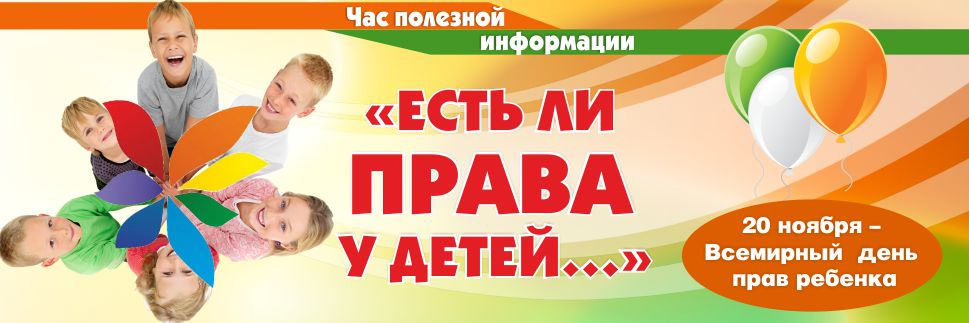 Час полезной
информации
«ЕСТЬ ЛИ
ПРАВА
У ДЕТЕЙ...»
20 ноября –
Всемирный день
прав ребенка